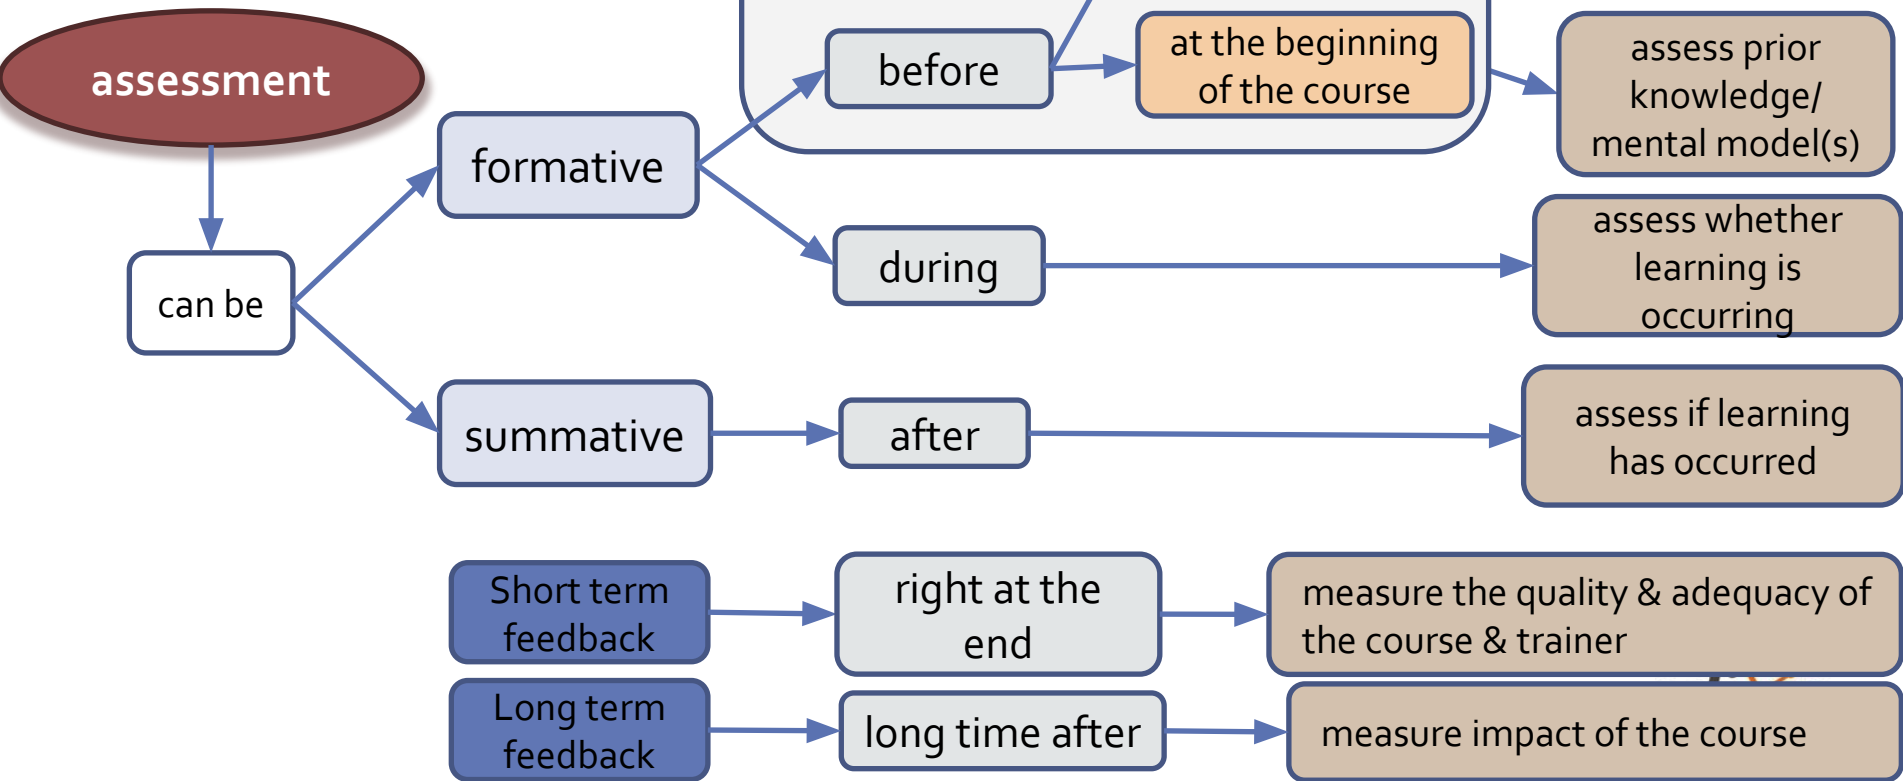 assessment
can be
formative
before
at the beginning
of the course
assess prior
knowledge/
mental model(s)
during
assess whether
learning is
occurring
summative
after
assess if learning
has occurred
Short term
feedback
right at the
end
measure the quality & adequacy of
the course & trainer
Long term
feedback
long time after
measure impact of the course